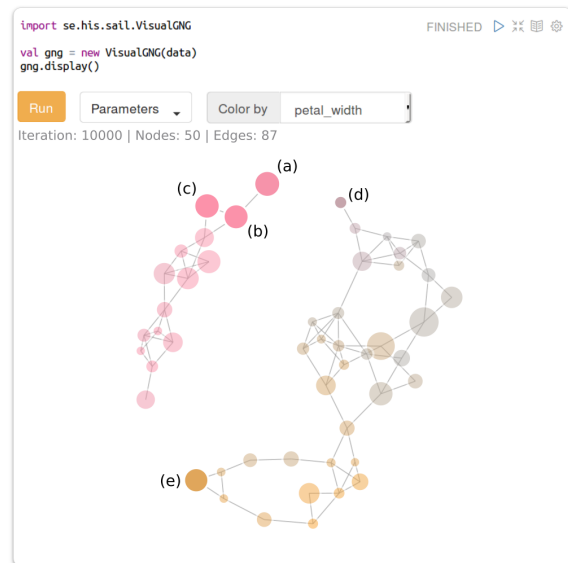 import se.his.sail.VisualGNG
FINISHED
val gng = new VisualGNG(data)
gng.display()
Run
Parameters
Color by
petal_width
Iteration: 10000 | Nodes: 50 | Edges: 87
(a)
(c)
(d)
(b)
(e)